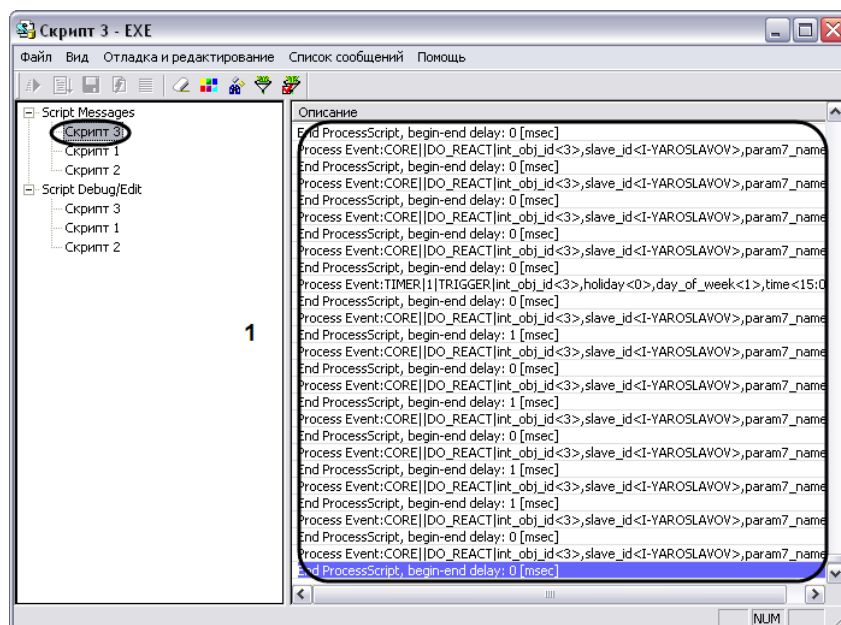 Скрипт 3 - EXE
Файл Вид Отладка и редактирование Список сообщений Помощь
Script Messages
Скрипт 3
Скрипт 1
Скрипт 2
Script Debug/Edit
Скрипт 3
Скрипт 1
Скрипт 2
1
Описание
End ProcessScript, begin-end delay: 0 [msec]
Process Event:CORE||DO_REACT|int_obj_id<3>,slave_id<I-YAROSLAVOV>,param7_name
End ProcessScript, begin-end delay: 0 [msec]
Process Event:CORE||DO_REACT|int_obj_id<3>,slave_id<I-YAROSLAVOV>,param7_name
End ProcessScript, begin-end delay: 0 [msec]
Process Event:CORE||DO_REACT|int_obj_id<3>,slave_id<I-YAROSLAVOV>,param7_name
End ProcessScript, begin-end delay: 0 [msec]
Process Event:CORE||DO_REACT|int_obj_id<3>,slave_id<I-YAROSLAVOV>,param7_name
End ProcessScript, begin-end delay: 0 [msec]
Process Event:TIMER|1|TRIGGER|int_obj_id<3>,holiday<0>,day_of_week<1>,time<15:0
End ProcessScript, begin-end delay: 0 [msec]
Process Event:CORE||DO_REACT|int_obj_id<3>,slave_id<I-YAROSLAVOV>,param7_name
End ProcessScript, begin-end delay: 1 [msec]
Process Event:CORE||DO_REACT|int_obj_id<3>,slave_id<I-YAROSLAVOV>,param7_name
End ProcessScript, begin-end delay: 0 [msec]
Process Event:CORE||DO_REACT|int_obj_id<3>,slave_id<I-YAROSLAVOV>,param7_name
End ProcessScript, begin-end delay: 1 [msec]
Process Event:CORE||DO_REACT|int_obj_id<3>,slave_id<I-YAROSLAVOV>,param7_name
End ProcessScript, begin-end delay: 0 [msec]
Process Event:CORE||DO_REACT|int_obj_id<3>,slave_id<I-YAROSLAVOV>,param7_name
End ProcessScript, begin-end delay: 1 [msec]
Process Event:CORE||DO_REACT|int_obj_id<3>,slave_id<I-YAROSLAVOV>,param7_name
End ProcessScript, begin-end delay: 1 [msec]
Process Event:CORE||DO_REACT|int_obj_id<3>,slave_id<I-YAROSLAVOV>,param7_name
End ProcessScript, begin-end delay: 0 [msec]
Process Event:CORE||DO_REACT|int_obj_id<3>,slave_id<I-YAROSLAVOV>,param7_name
End ProcessScript, begin-end delay: 0 [msec]
NUM